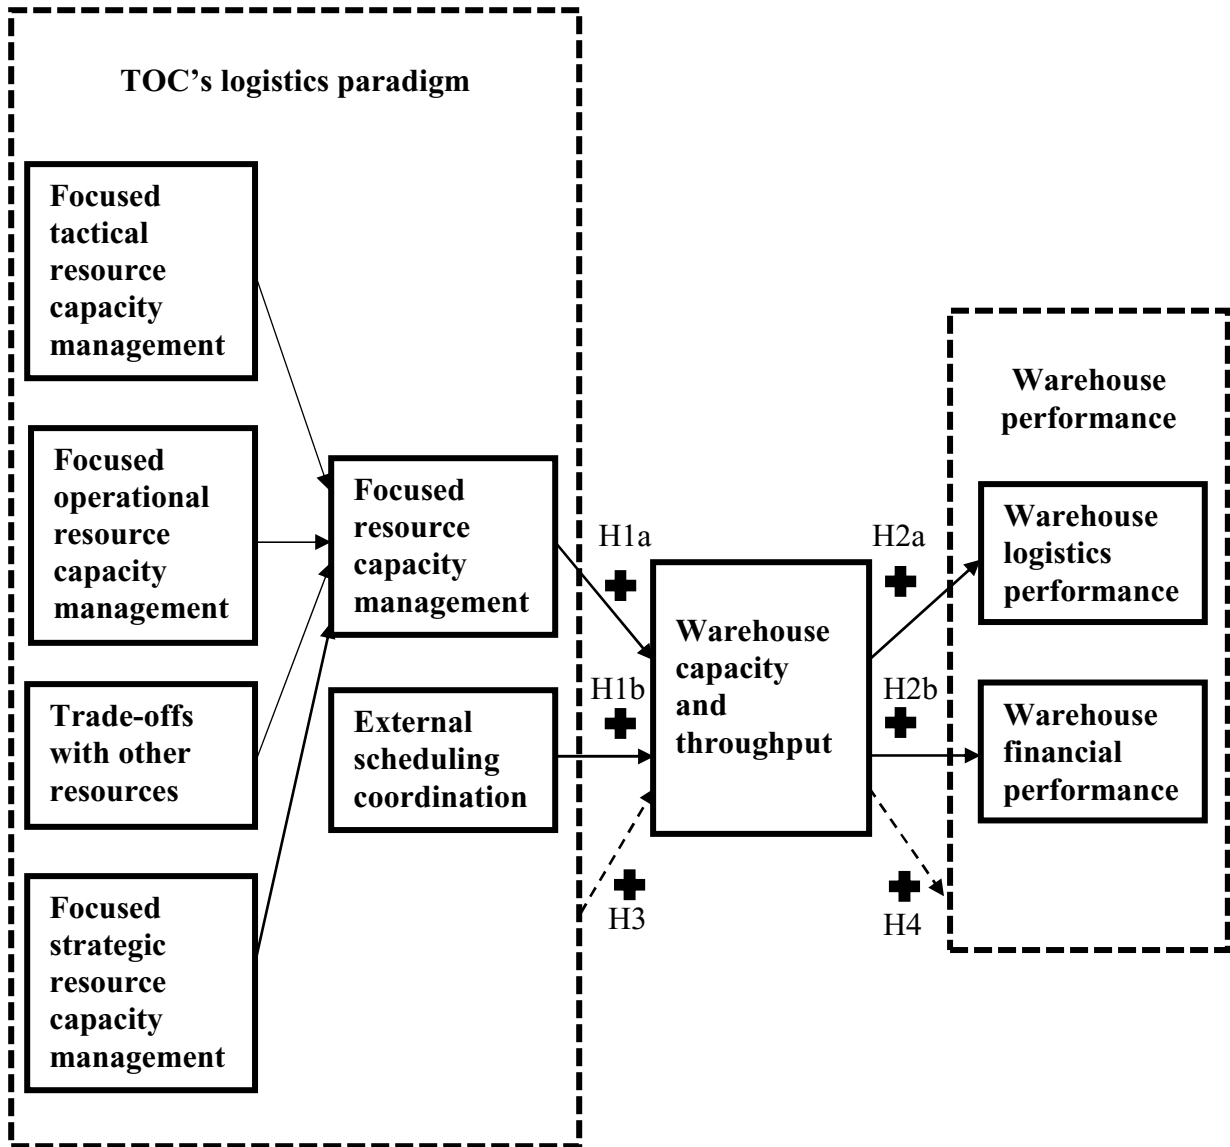 TOC’s logistics paradigm
Focused
tactical
resource
capacity
management
Focused
operational
resource
capacity
management
Trade-offs
with other
resources
Focused
strategic
resource
capacity
management
Focused
resource
capacity
management
External
scheduling
coordination
H1a
H1b
H3
Warehouse
capacity
and
throughput
H2a
H2b
H4
Warehouse
performance
Warehouse
logistics
performance
Warehouse
financial
performance